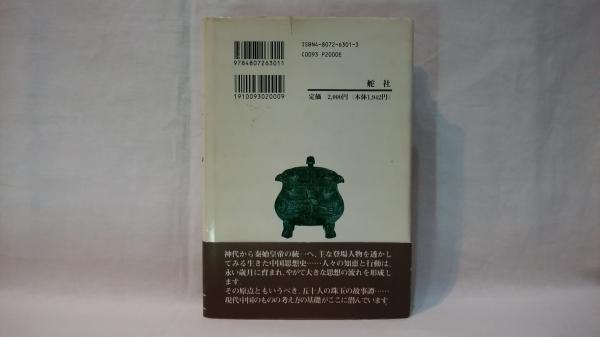 ISBN4-8072-6301-3
C0093 P2000E
9784807263011
舵 社
定価 2,000円 (本体1,942円)
1910093020009
神代から秦始皇帝の統一へ、主な登場人物を透かし
てみる生きた中国思想史……人々の知恵と行動は、
永い歳月に育まれ、やがて大きな思想の流れを形成し
ます。
その原点ともいうべき、五十人の珠玉の故事譚……
現代中国のものの考え方の基礎がここに潜んでいます。